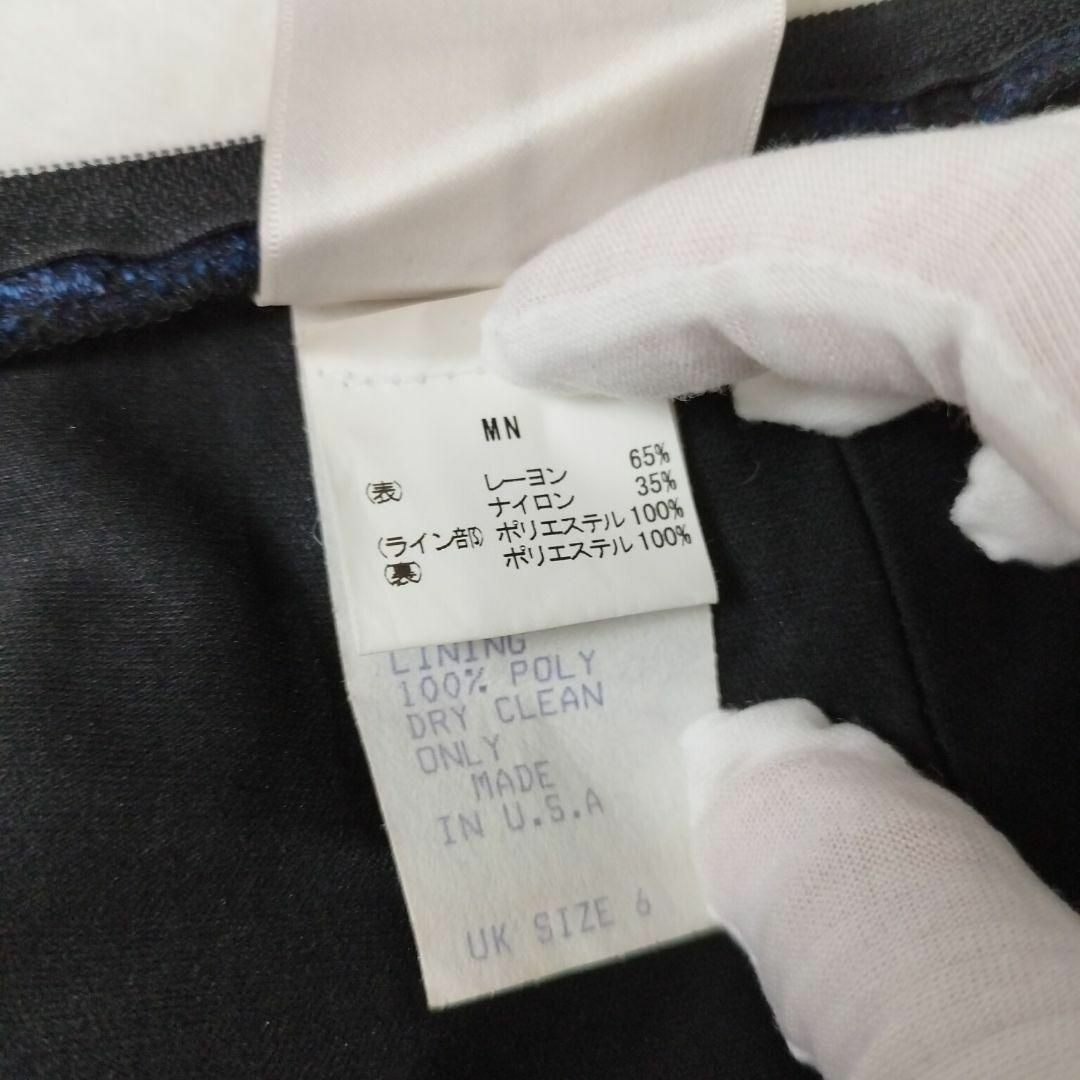 MN
(表) レーヨン 65%
ナイロン 35%
(ライン部) ポリエステル 100%
(裏) ポリエステル 100%
LINING
100% POLY
DRY CLEAN
ONLY
MADE
IN U.S.A
UK SIZE 6